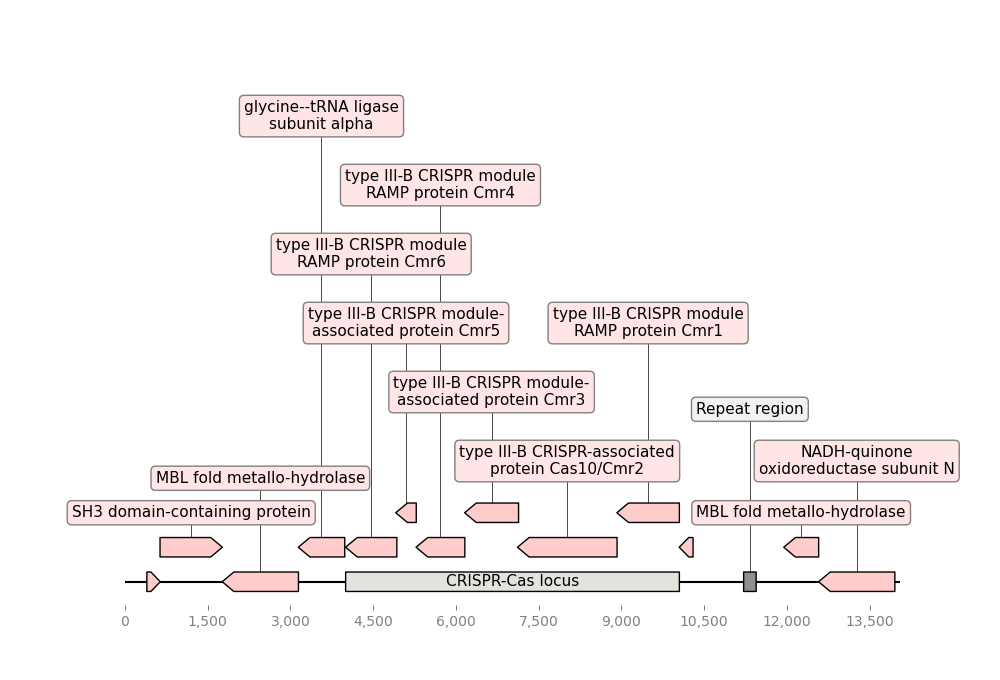 glycine--tRNA ligase
subunit alpha
type III-B CRISPR module
RAMP protein Cmr4
type III-B CRISPR module
RAMP protein Cmr6
type III-B CRISPR module-
associated protein Cmr5
type III-B CRISPR module
RAMP protein Cmr1
type III-B CRISPR module-
associated protein Cmr3
Repeat region
type III-B CRISPR-associated
protein Cas10/Cmr2
NADH-quinone
oxidoreductase subunit N
MBL fold metallo-hydrolase
SH3 domain-containing protein
MBL fold metallo-hydrolase
CRISPR-Cas locus
0 1,500 3,000 4,500 6,000 7,500 9,000 10,500 12,000 13,500